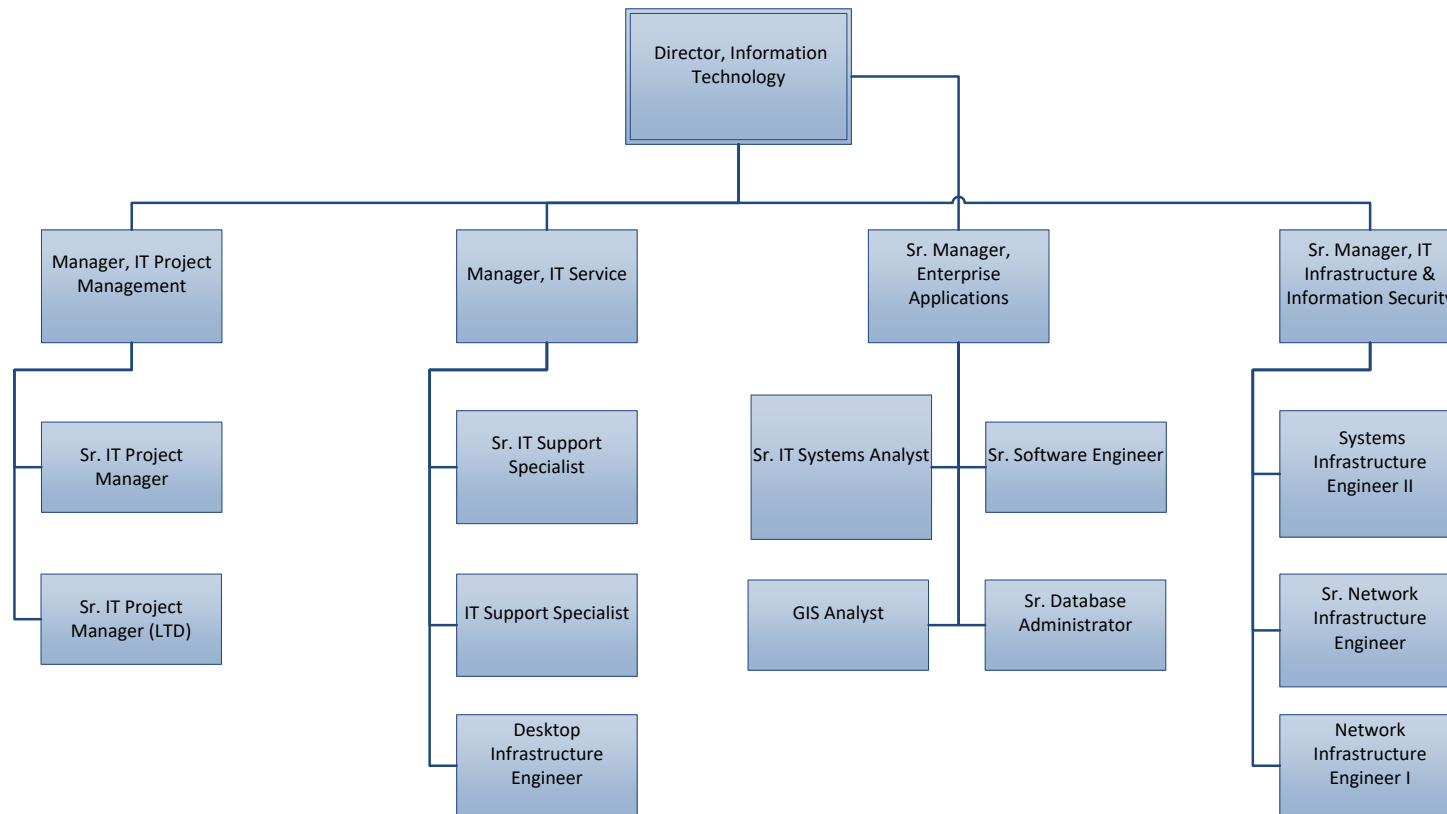 Director, Information
Technology
Manager, IT Project
Management
Manager, IT Service
Sr. Manager,
Enterprise
Applications
Sr. Manager, IT
Infrastructure &
Information Security
Sr. IT Project
Manager
Sr. IT Project
Manager (LTD)
Sr. IT Support
Specialist
IT Support Specialist
Desktop
Infrastructure
Engineer
Sr. IT Systems Analyst
Sr. Software Engineer
GIS Analyst
Sr. Database
Administrator
Systems
Infrastructure
Engineer II
Sr. Network
Infrastructure
Engineer
Network
Infrastructure
Engineer I